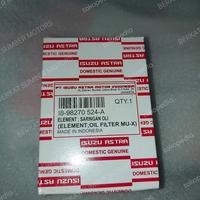 ISUZU ASTRA
DOMESTIC GENUINE
PT ISUZU ASTRA MOTOR INDONESIA
I8-98270 524-A
QTY.1
ELEMENT ; SARINGAN OLI
(ELEMENT;OIL FILTER MU-X)
MADE IN INDONESIA
ISUZU ASTRA
DOMESTIC GENUINE